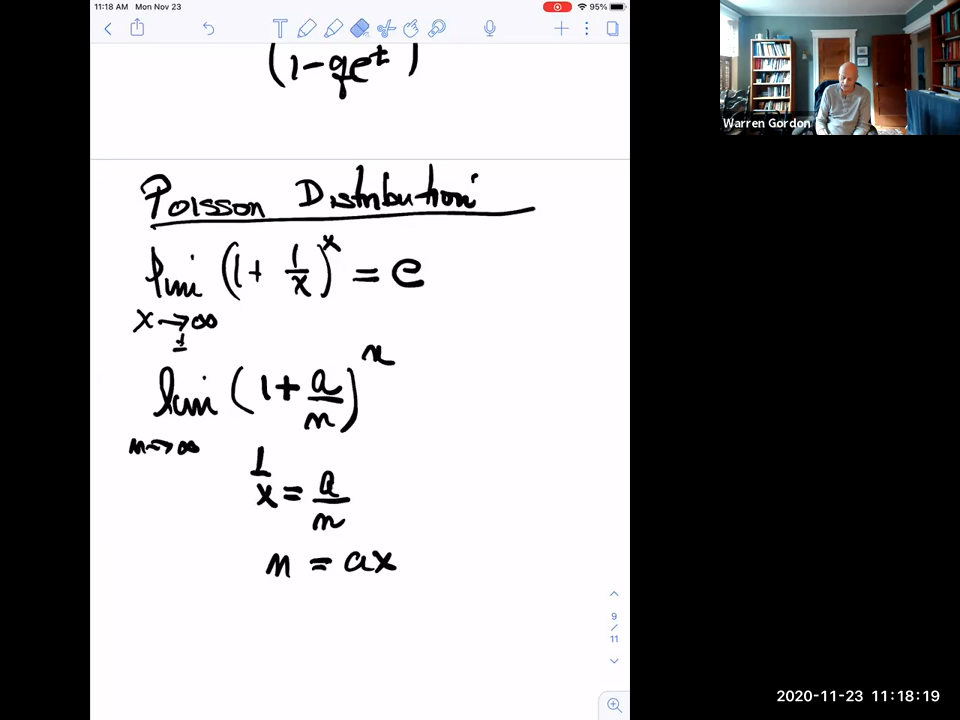 11:18 AM Mon Nov 23
95%
(1-qe^t)
Poisson Distribution
lim (1 + 1/x)^x = e
x→∞
lim (1 + a/n)^n
n→∞
1/x = a/n
n = ax
9
/
11
Warren Gordon
2020-11-23 11:18:19